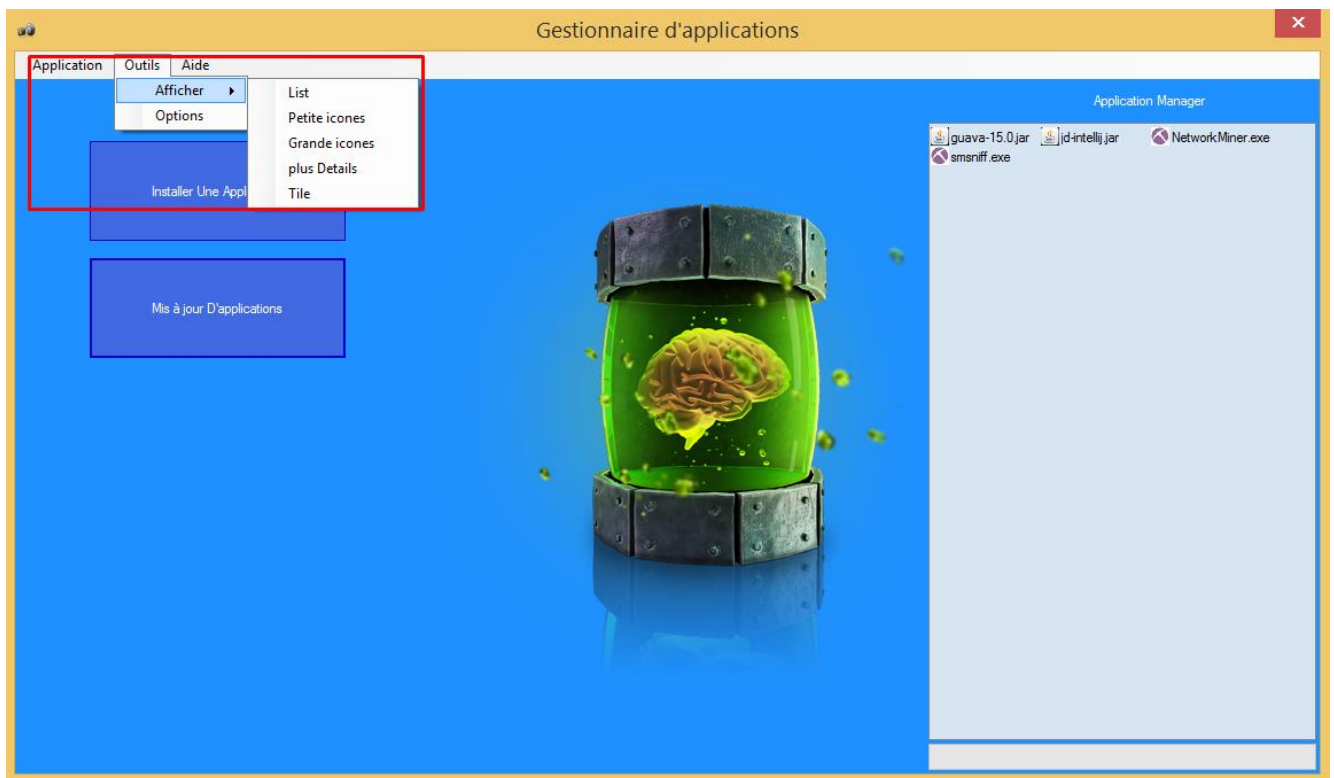 Gestionnaire d'applications
Application Outils Aide
Afficher
Options
List
Petite icones
Grande icones
plus Details
Tile
Installer Une Appl
Mis à jour D'applications
Application Manager
guava-15.0.jar jd-intellij.jar NetworkMiner.exe
smsniff.exe